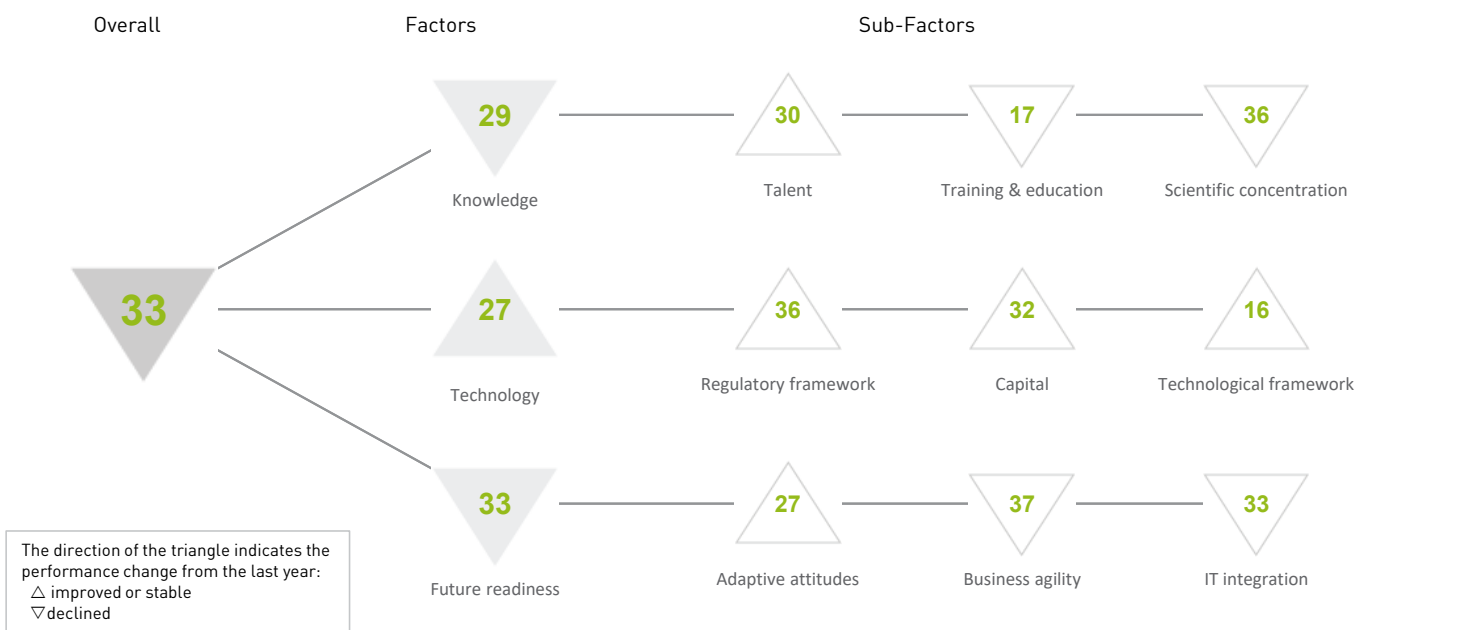 Overall Factors Sub-Factors
29 30 17 36
Knowledge Talent Training & education Scientific concentration
33
27 36 32 16
Technology Regulatory framework Capital Technological framework
33 27 37 33
Future readiness Adaptive attitudes Business agility IT integration
The direction of the triangle indicates the
performance change from the last year:
△ improved or stable
▽ declined